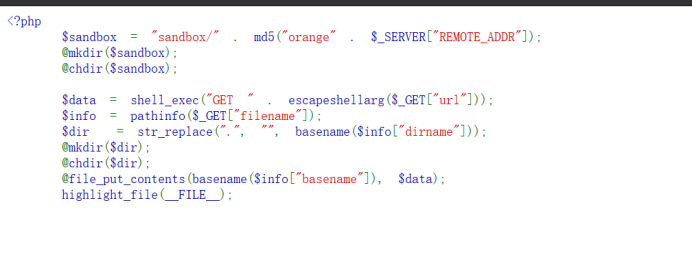 <?php
$sandbox = "sandbox/" . md5("orange" . $_SERVER["REMOTE_ADDR"]);
@mkdir($sandbox);
@chdir($sandbox);
$data = shell_exec("GET " . escapeshellarg($_GET["url"]));
$info = pathinfo($_GET["filename"]);
$dir = str_replace(".", "", basename($info["dirname"]));
@mkdir($dir);
@chdir($dir);
@file_put_contents(basename($info["basename"]), $data);
highlight_file(__FILE__);